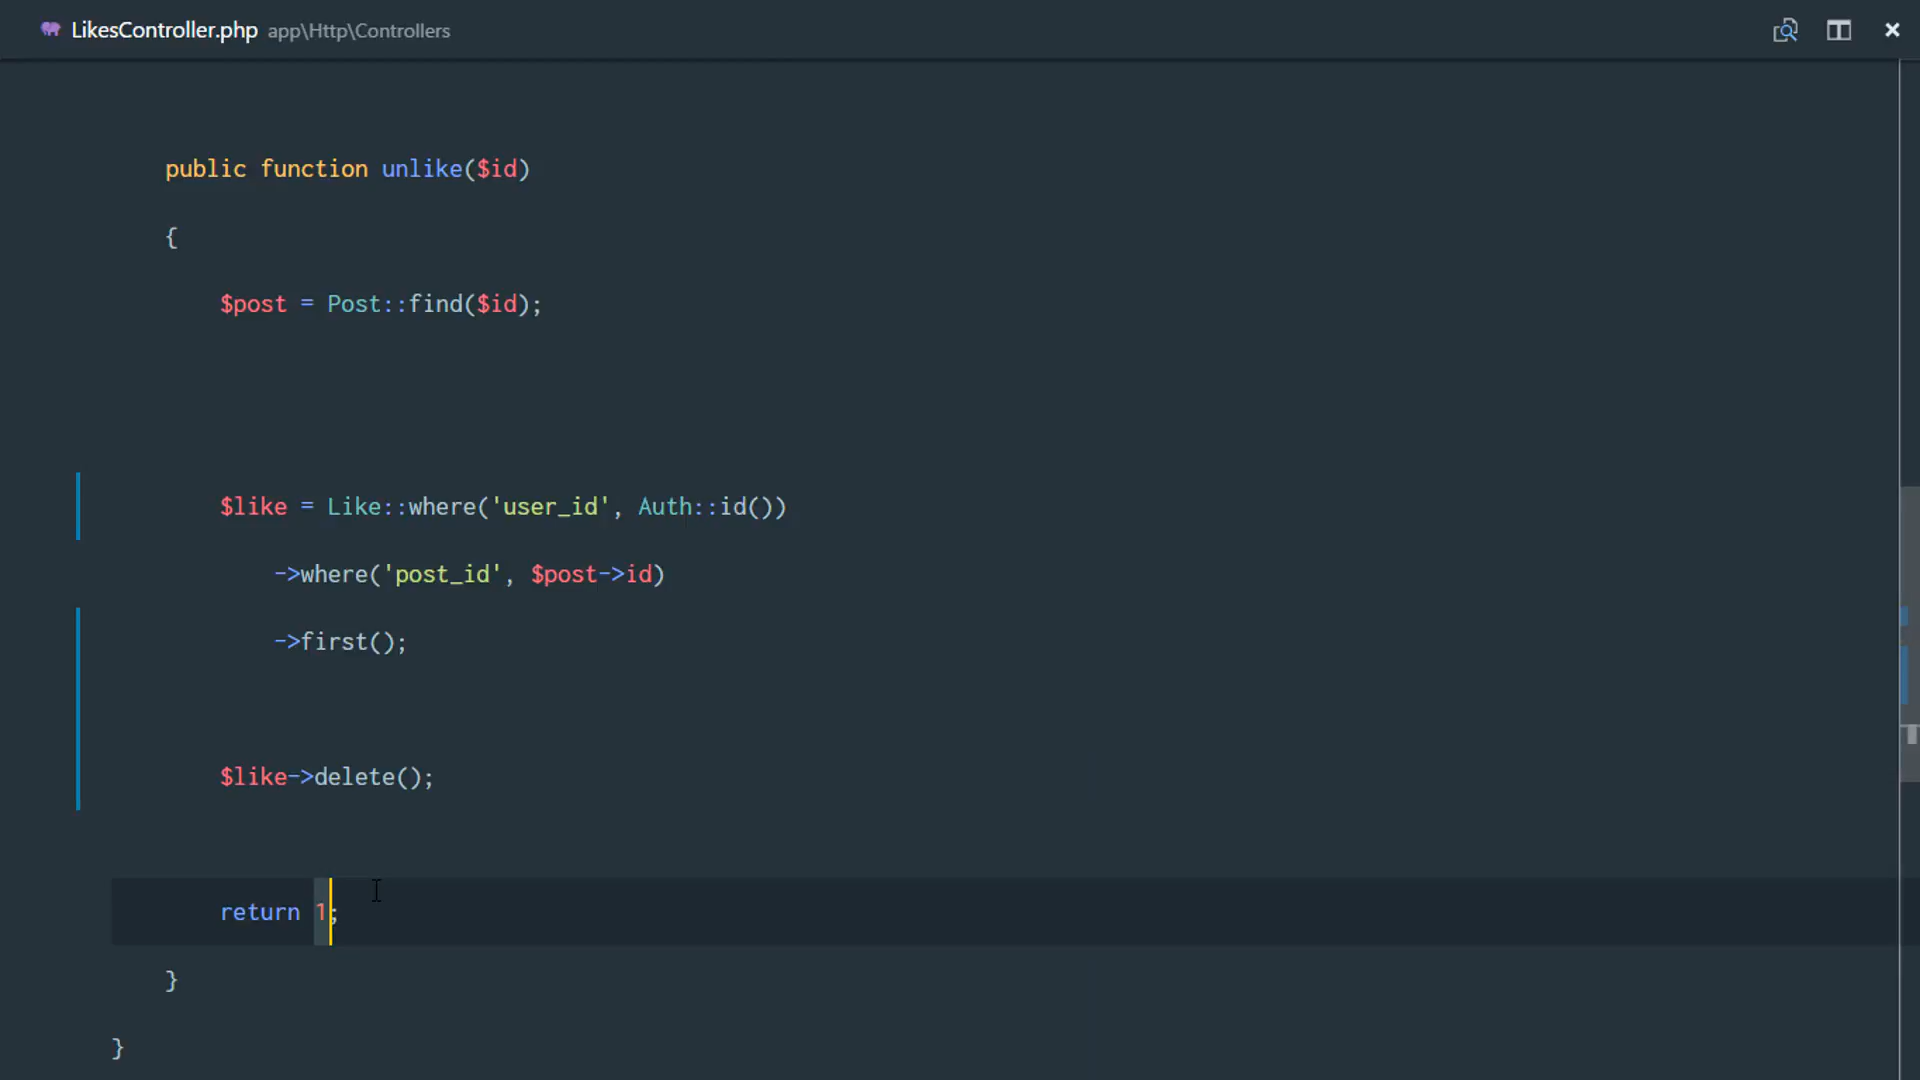 LikesController.php app\Http\Controllers
public function unlike($id)
{
$post = Post::find($id);
$like = Like::where('user_id', Auth::id())
->where('post_id', $post->id)
->first();
$like->delete();
return 1;
}
}